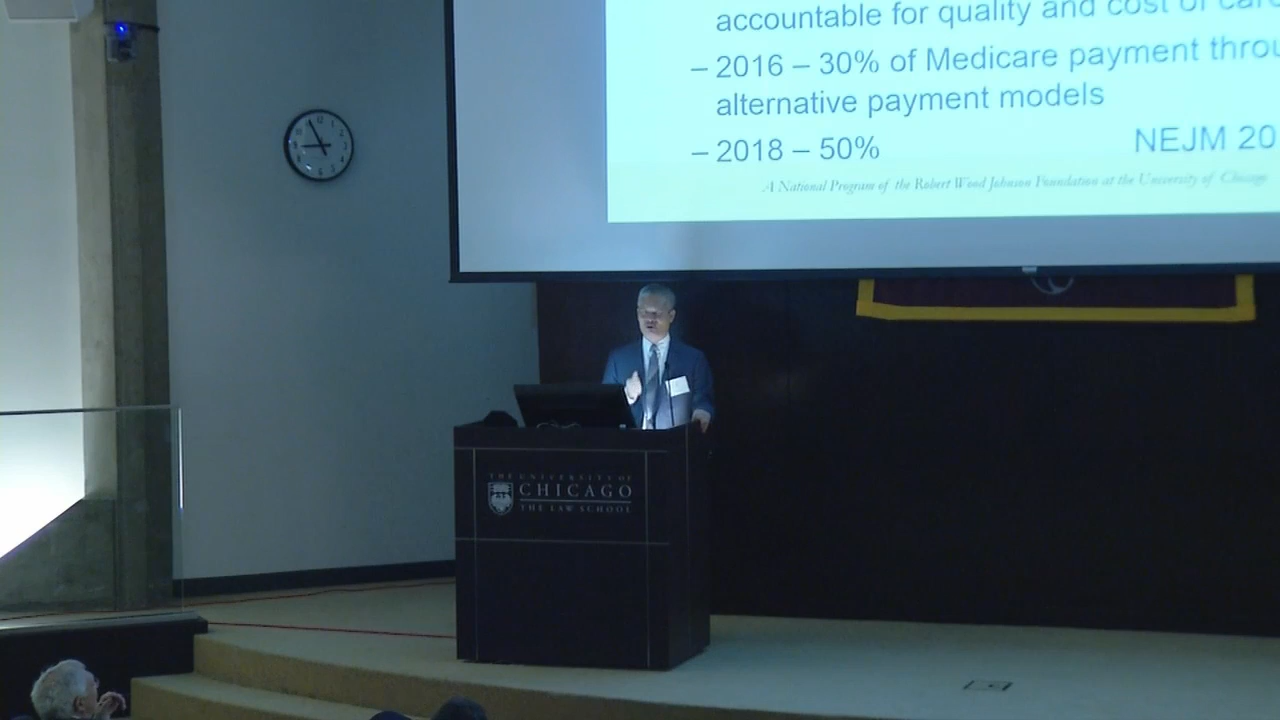 accountable for quality and cost of care
– 2016 – 30% of Medicare payment throu
alternative payment models
– 2018 – 50%
NEJM 20
A National Program of the Robert Wood Johnson Foundation at the University of Chicago
THE UNIVERSITY OF
CHICAGO
THE LAW SCHOOL